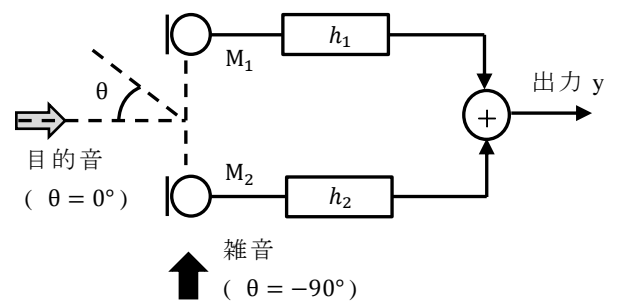 h₁
M₁
θ
出力 y
+
目的音
( θ = 0°)
M₂
h₂
雑音
( θ = −90°)